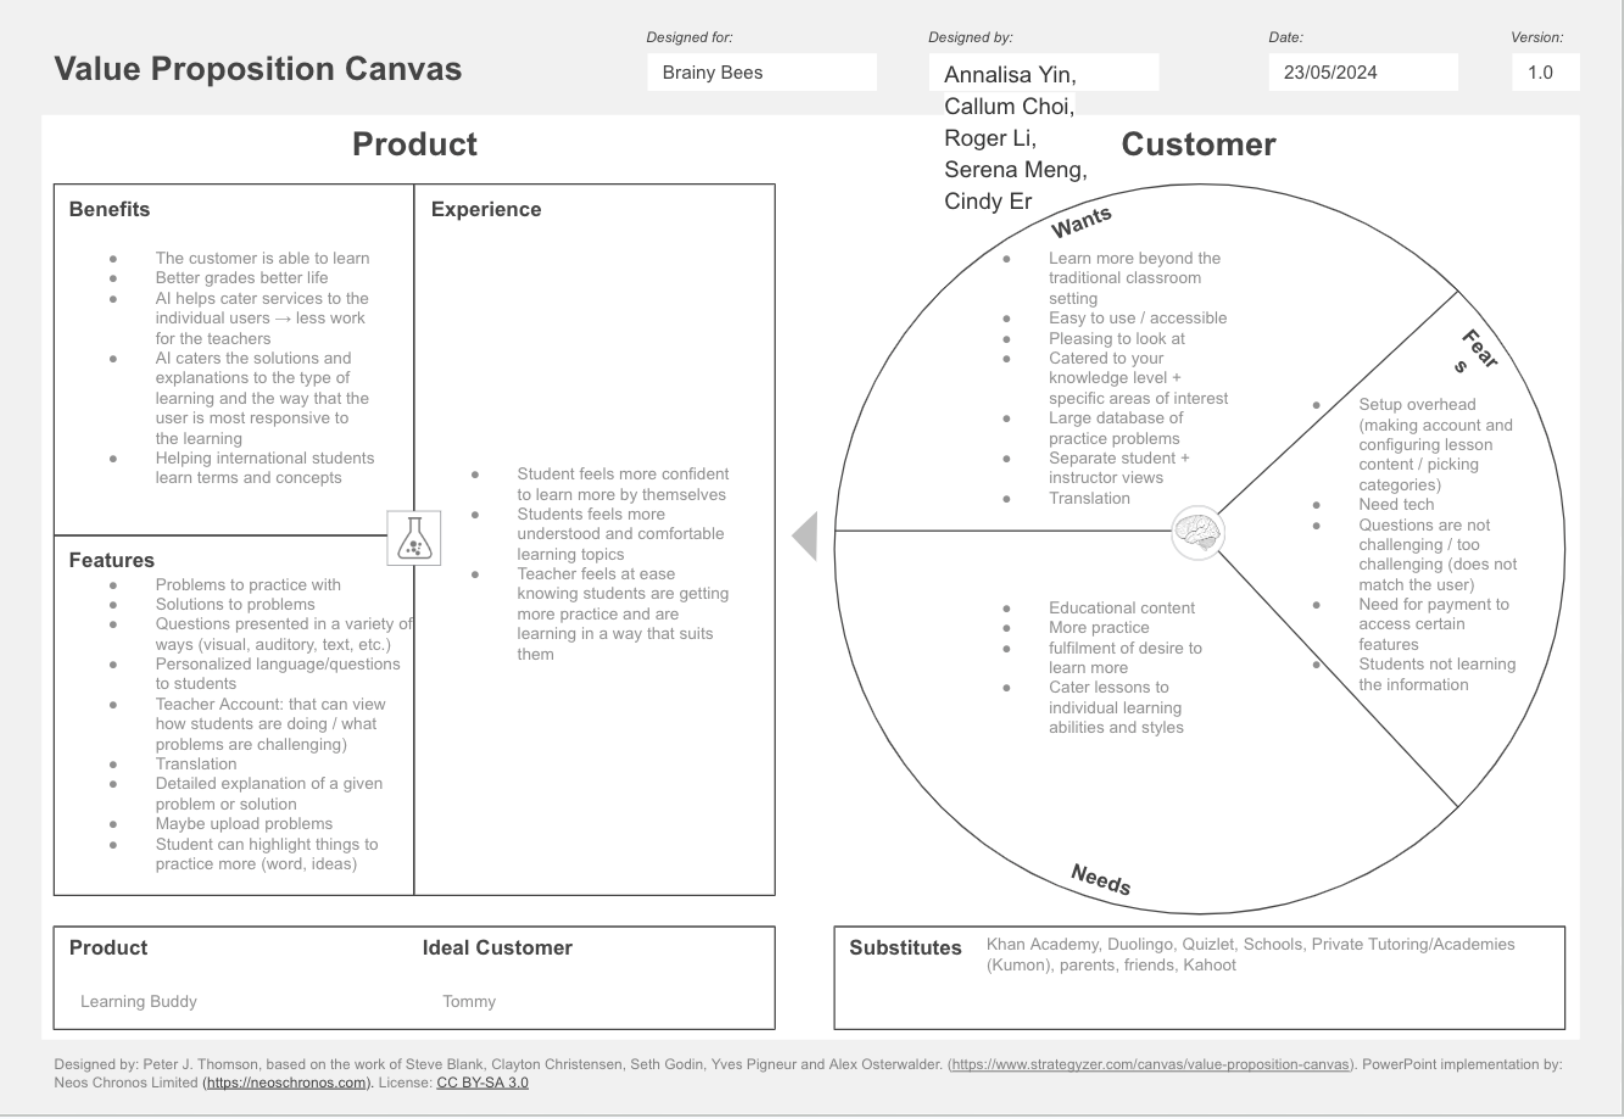 Value Proposition Canvas
Designed for:
Brainy Bees
Designed by:
Annalisa Yin,
Callum Choi,
Roger Li,
Serena Meng,
Cindy Er
Date:
23/05/2024
Version:
1.0
Product
Benefits
● The customer is able to learn
● Better grades better life
● AI helps cater services to the
individual users → less work
for the teachers
● AI caters the solutions and
explanations to the type of
learning and the way that the
user is most responsive to
the learning
● Helping international students
learn terms and concepts
Features
● Problems to practice with
● Solutions to problems
● Questions presented in a variety of
ways (visual, auditory, text, etc.)
● Personalized language/questions
to students
● Teacher Account: that can view
how students are doing / what
problems are challenging)
● Translation
● Detailed explanation of a given
problem or solution
● Maybe upload problems
● Student can highlight things to
practice more (word, ideas)
Experience
● Student feels more confident
to learn more by themselves
● Students feels more
understood and comfortable
learning topics
● Teacher feels at ease
knowing students are getting
more practice and are
learning in a way that suits
them
Customer
Wants
● Learn more beyond the
traditional classroom
setting
● Easy to use / accessible
● Pleasing to look at
● Catered to your
knowledge level +
specific areas of interest
● Large database of
practice problems
● Separate student +
instructor views
● Translation
Fear
s
● Setup overhead
(making account and
configuring lesson
content / picking
categories)
● Need tech
● Questions are not
challenging / too
challenging (does not
match the user)
● Need for payment to
access certain
features
● Students not learning
the information
● Educational content
● More practice
● fulfilment of desire to
learn more
● Cater lessons to
individual learning
abilities and styles
Needs
Product
Learning Buddy
Ideal Customer
Tommy
Substitutes
Khan Academy, Duolingo, Quizlet, Schools, Private Tutoring/Academies
(Kumon), parents, friends, Kahoot
Designed by: Peter J. Thomson, based on the work of Steve Blank, Clayton Christensen, Seth Godin, Yves Pigneur and Alex Osterwalder. (https://www.strategyzer.com/canvas/value-proposition-canvas). PowerPoint implementation by:
Neos Chronos Limited (https://neoschronos.com). License: CC BY-SA 3.0